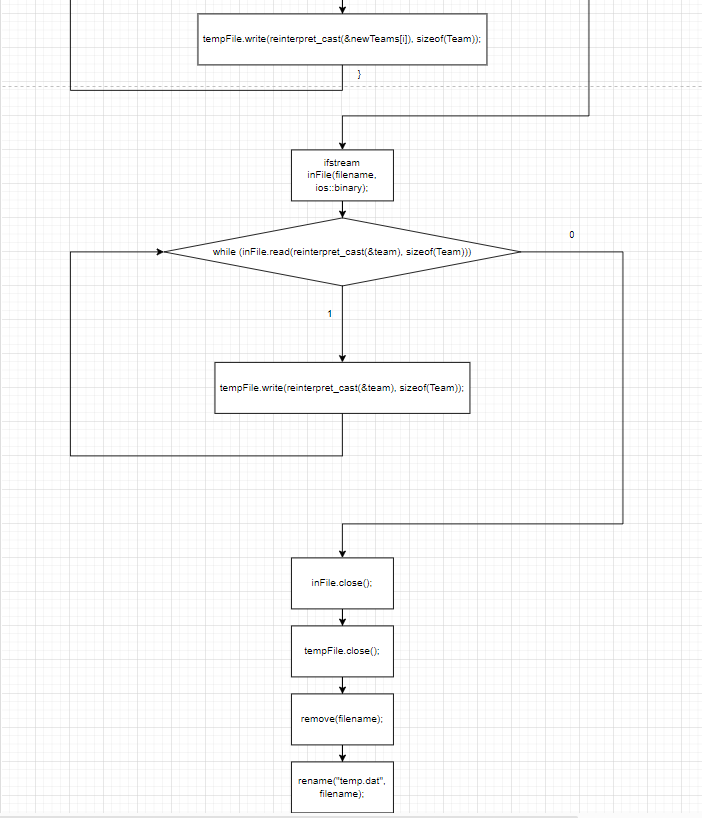 tempFile.write(reinterpret_cast(&newTeams[i]), sizeof(Team));
}
ifstream
inFile(filename,
ios::binary);
0
while (inFile.read(reinterpret_cast(&team), sizeof(Team)))
1
tempFile.write(reinterpret_cast(&team), sizeof(Team));
inFile.close();
tempFile.close();
remove(filename);
rename("temp.dat",
filename);